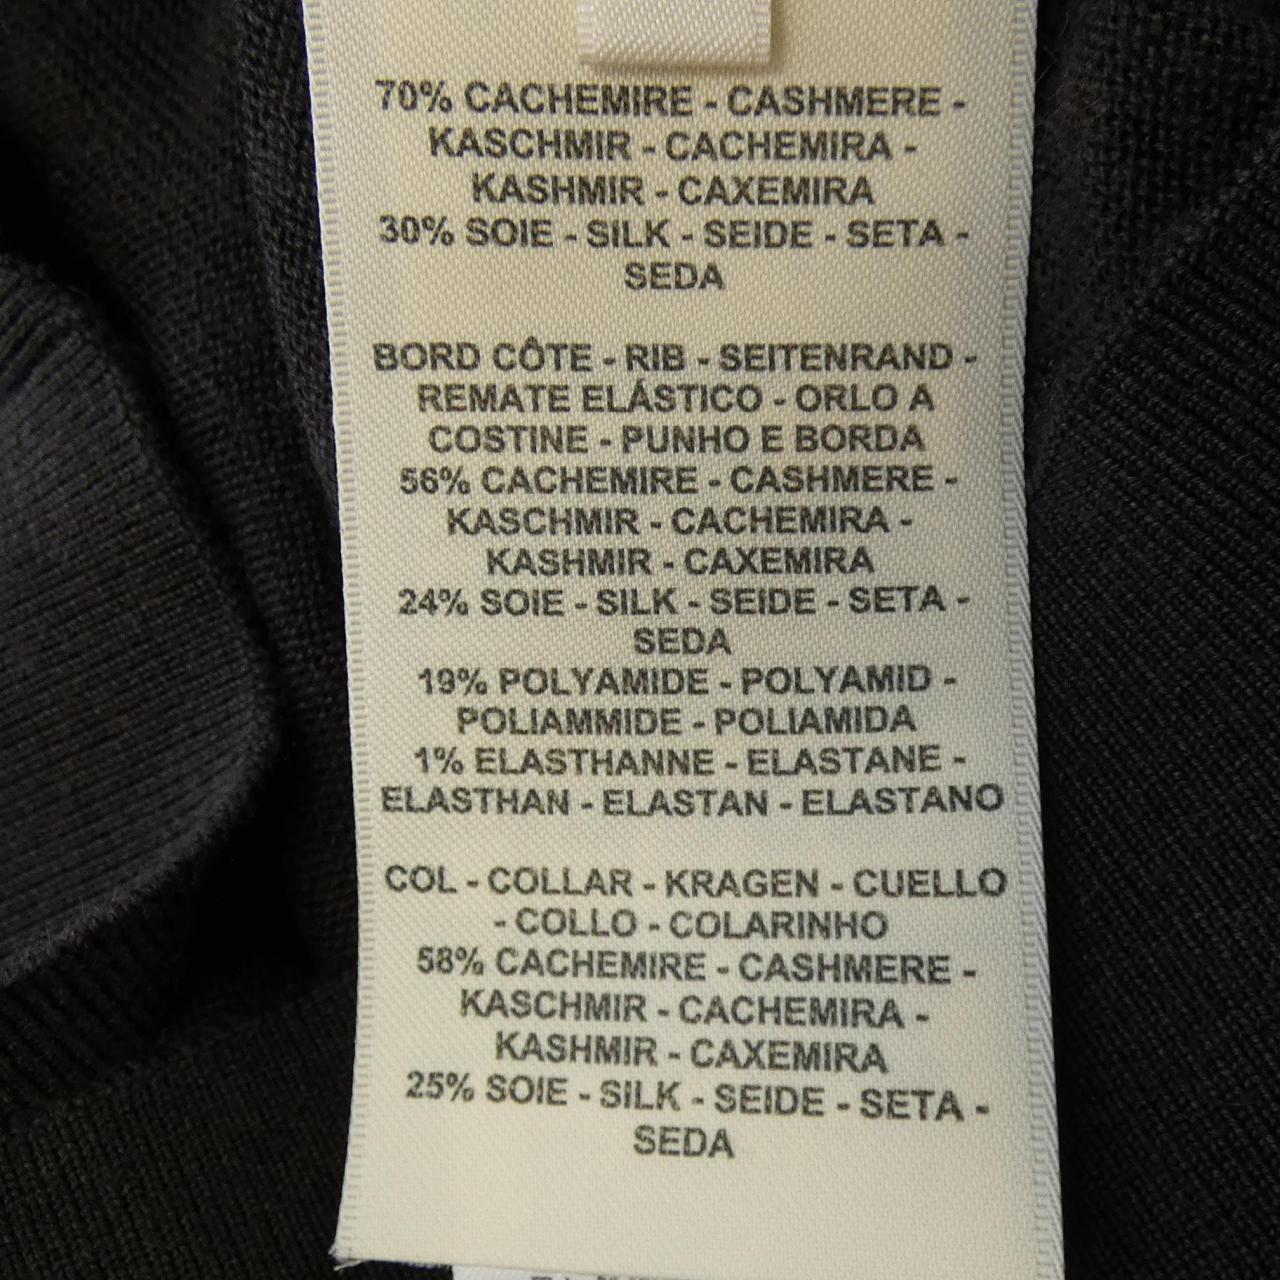 70% CACHEMIRE - CASHMERE -
KASCHMIR - CACHEMIRA -
KASHMIR - CAXEMIRA
30% SOIE - SILK - SEIDE - SETA -
SEDA
BORD CÔTE - RIB - SEITENRAND -
REMATE ELÁSTICO - ORLO A
COSTINE - PUNHO E BORDA
56% CACHEMIRE - CASHMERE -
KASCHMIR - CACHEMIRA -
KASHMIR - CAXEMIRA
24% SOIE - SILK - SEIDE - SETA -
SEDA
19% POLYAMIDE - POLYAMID -
POLIAMMIDE - POLIAMIDA
1% ELASTHANNE - ELASTANE -
ELASTHAN - ELASTAN - ELASTANO
COL - COLLAR - KRAGEN - CUELLO
- COLLO - COLARINHO
58% CACHEMIRE - CASHMERE -
KASCHMIR - CACHEMIRA -
KASHMIR - CAXEMIRA
25% SOIE - SILK - SEIDE - SETA -
SEDA